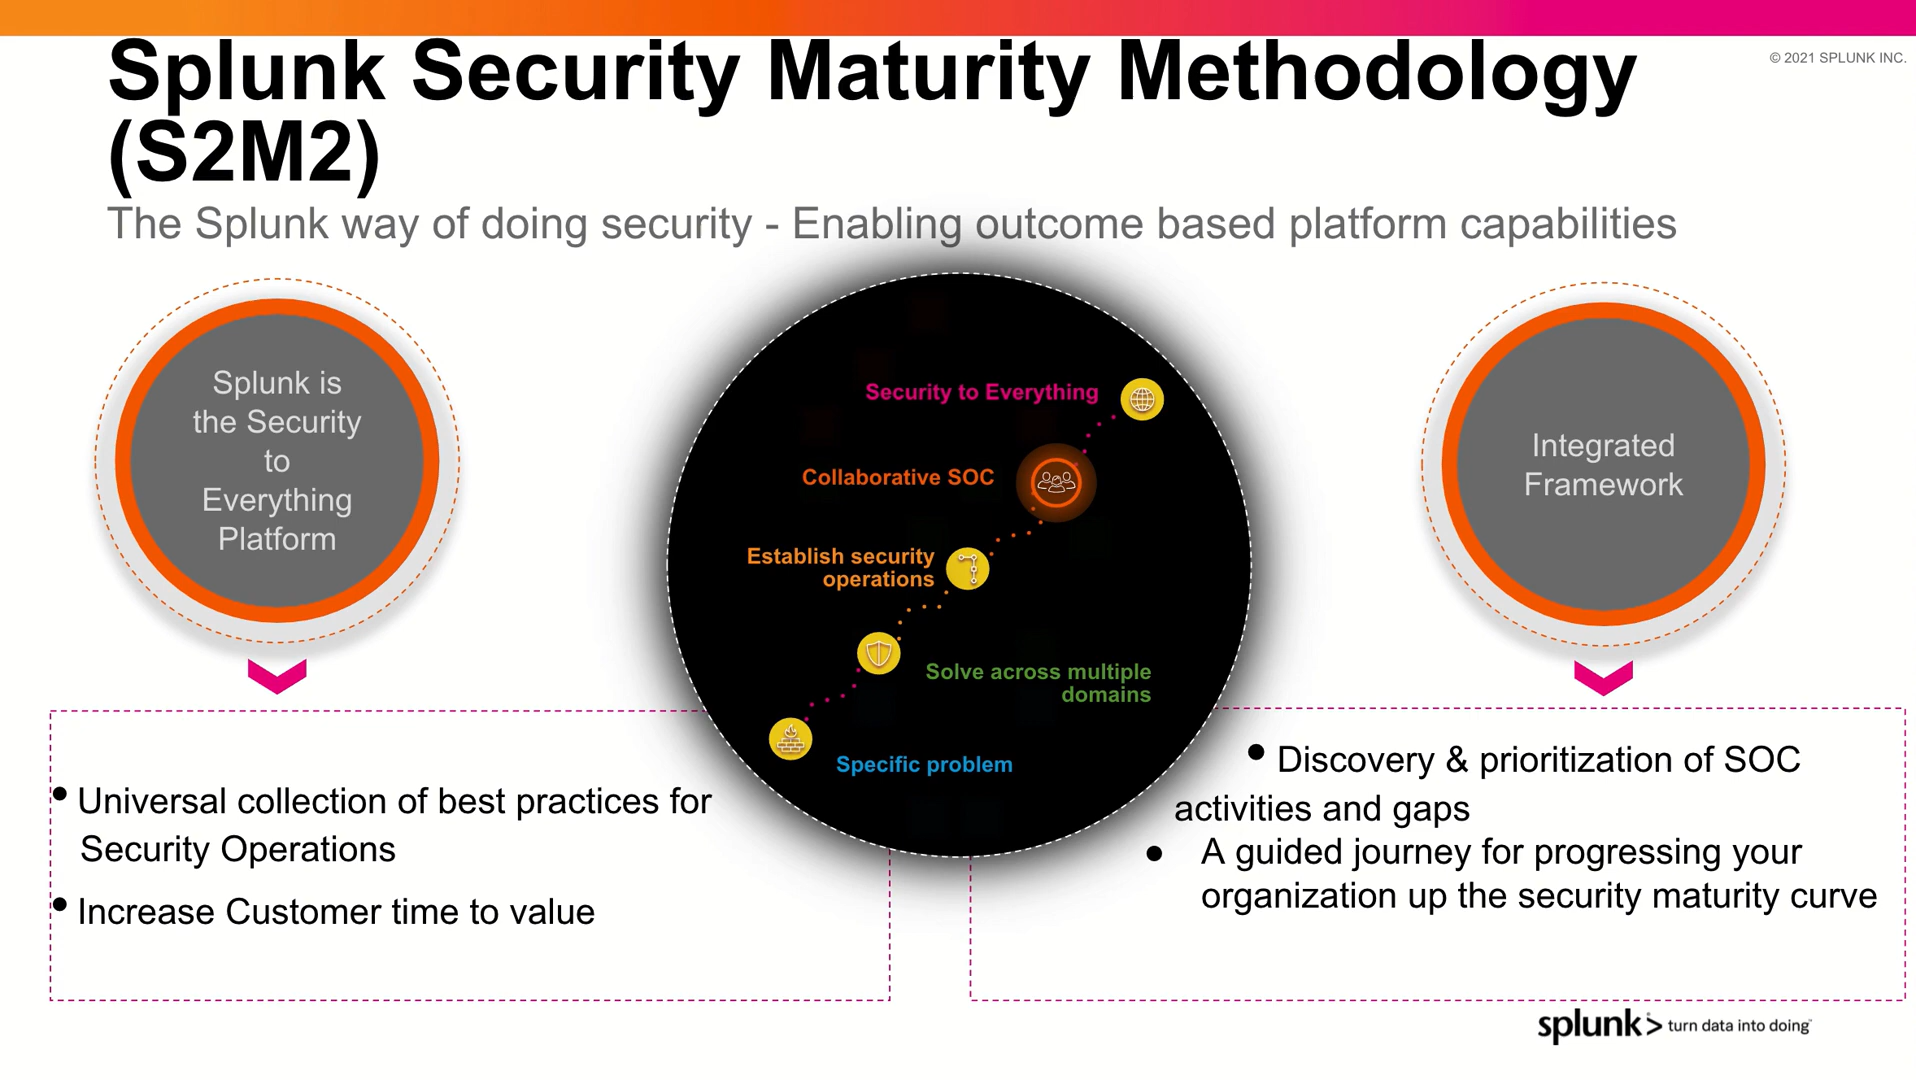 © 2021 SPLUNK INC.
Splunk Security Maturity Methodology
(S2M2)
The Splunk way of doing security - Enabling outcome based platform capabilities
Splunk is
the Security
to
Everything
Platform
Security to Everything
Collaborative SOC
Establish security
operations
Solve across multiple
domains
Specific problem
Integrated
Framework
• Universal collection of best practices for
Security Operations
• Increase Customer time to value
• Discovery & prioritization of SOC
activities and gaps
• A guided journey for progressing your
organization up the security maturity curve
splunk> turn data into doing™